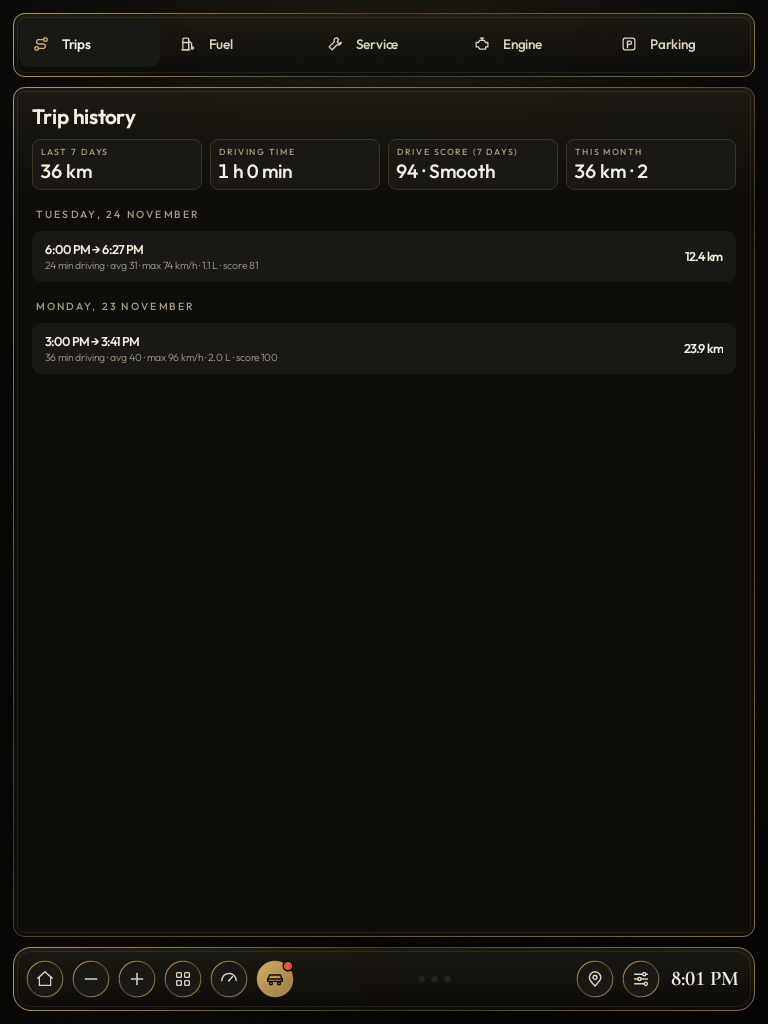 Trips
Fuel
Service
Engine
Parking
Trip history
LAST 7 DAYS
36 km
DRIVING TIME
1 h 0 min
DRIVE SCORE (7 DAYS)
94 · Smooth
THIS MONTH
36 km · 2
TUESDAY, 24 NOVEMBER
6:00 PM → 6:27 PM
24 min driving · avg 31 · max 74 km/h · 1.1 L · score 81
12.4 km
MONDAY, 23 NOVEMBER
3:00 PM → 3:41 PM
36 min driving · avg 40 · max 96 km/h · 2.0 L · score 100
23.9 km
8:01 PM